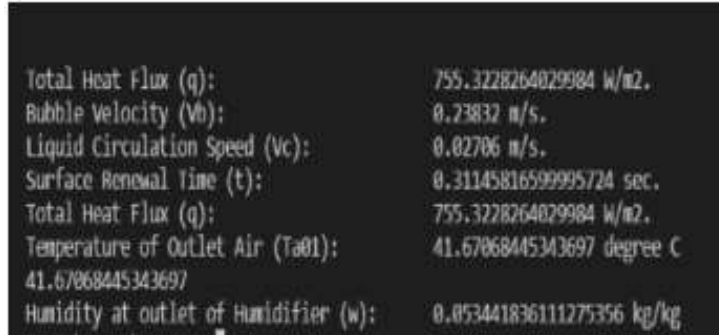 Total Heat Flux (q): 755.3228264029984 W/m2.
Bubble Velocity (Vb): 0.23832 m/s.
Liquid Circulation Speed (Vc): 0.02706 m/s.
Surface Renewal Time (t): 0.31145816599995724 sec.
Total Heat Flux (q): 755.3228264029984 W/m2.
Temperature of Outlet Air (Ta01): 41.67068445343697 degree C
41.67068445343697
Humidity at outlet of Humidifier (w): 0.053441836111275356 kg/kg